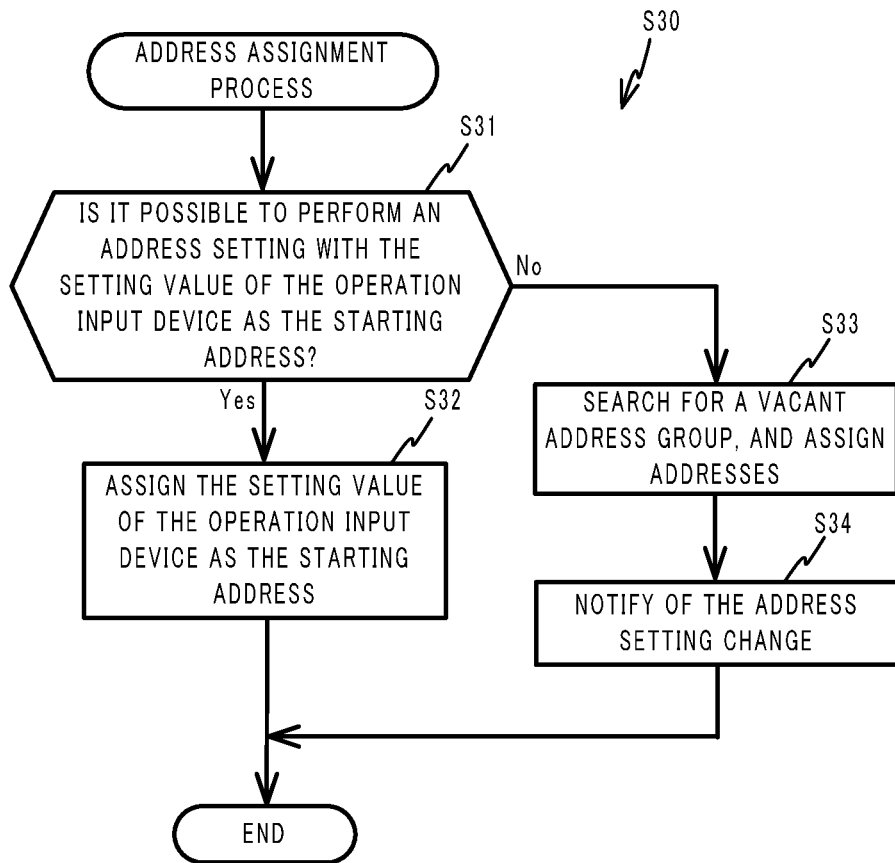 S30
ADDRESS ASSIGNMENT
PROCESS
S31
IS IT POSSIBLE TO PERFORM AN
ADDRESS SETTING WITH THE
SETTING VALUE OF THE OPERATION
INPUT DEVICE AS THE STARTING
ADDRESS?
No
Yes
S32
ASSIGN THE SETTING VALUE
OF THE OPERATION INPUT
DEVICE AS THE STARTING
ADDRESS
S33
SEARCH FOR A VACANT
ADDRESS GROUP, AND ASSIGN
ADDRESSES
S34
NOTIFY OF THE ADDRESS
SETTING CHANGE
END